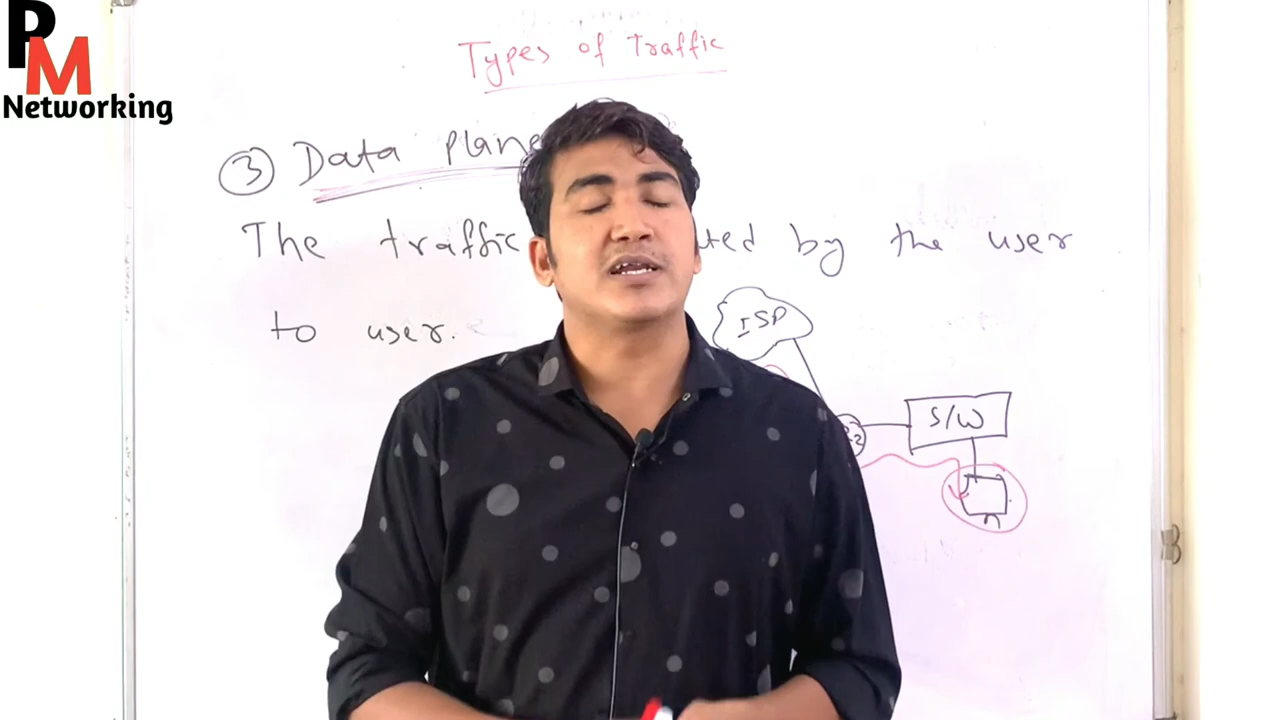 PM
Networking
Types of Traffic
③ Data Plane
The traffic by the user
to user.
ISP
S/W